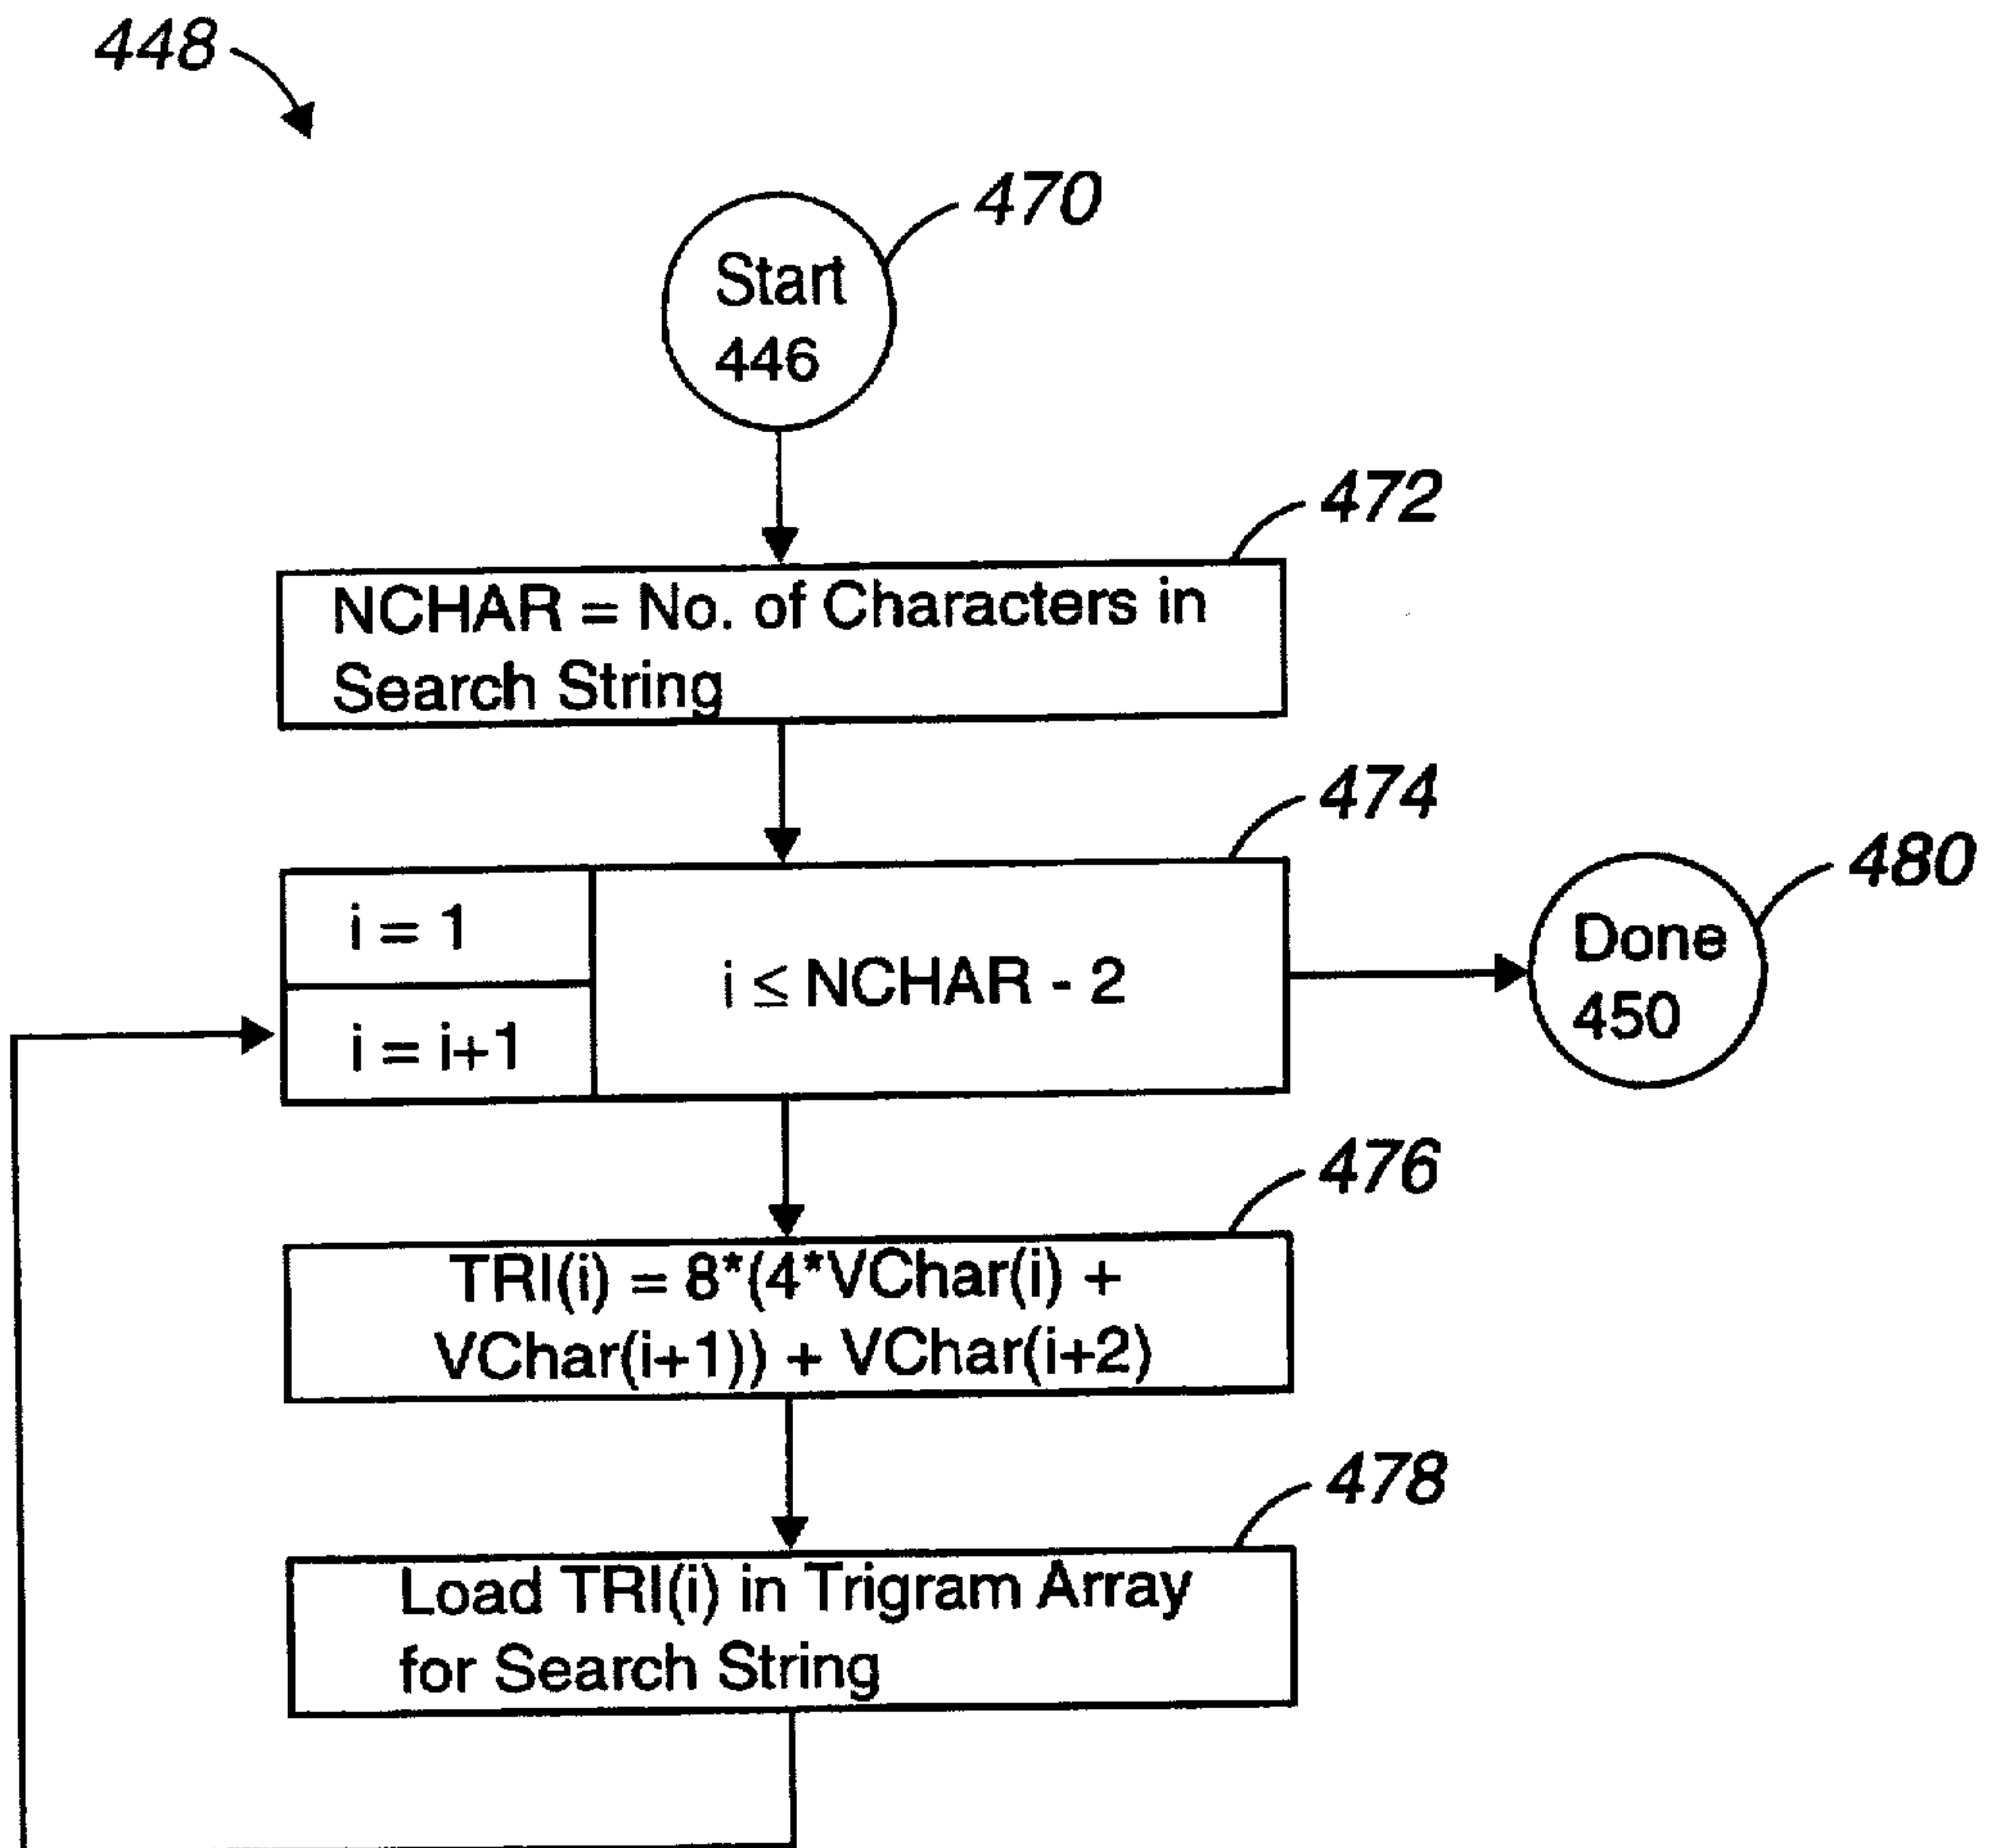 448
470
Start
446
472
NCHAR = No. of Characters in
Search String
474
480
i = 1
i ≤ NCHAR - 2
i = i+1
Done
450
476
TRI(i) = 8*(4*VChar(i) +
VChar(i+1)) + VChar(i+2)
478
Load TRI(i) in Trigram Array
for Search String